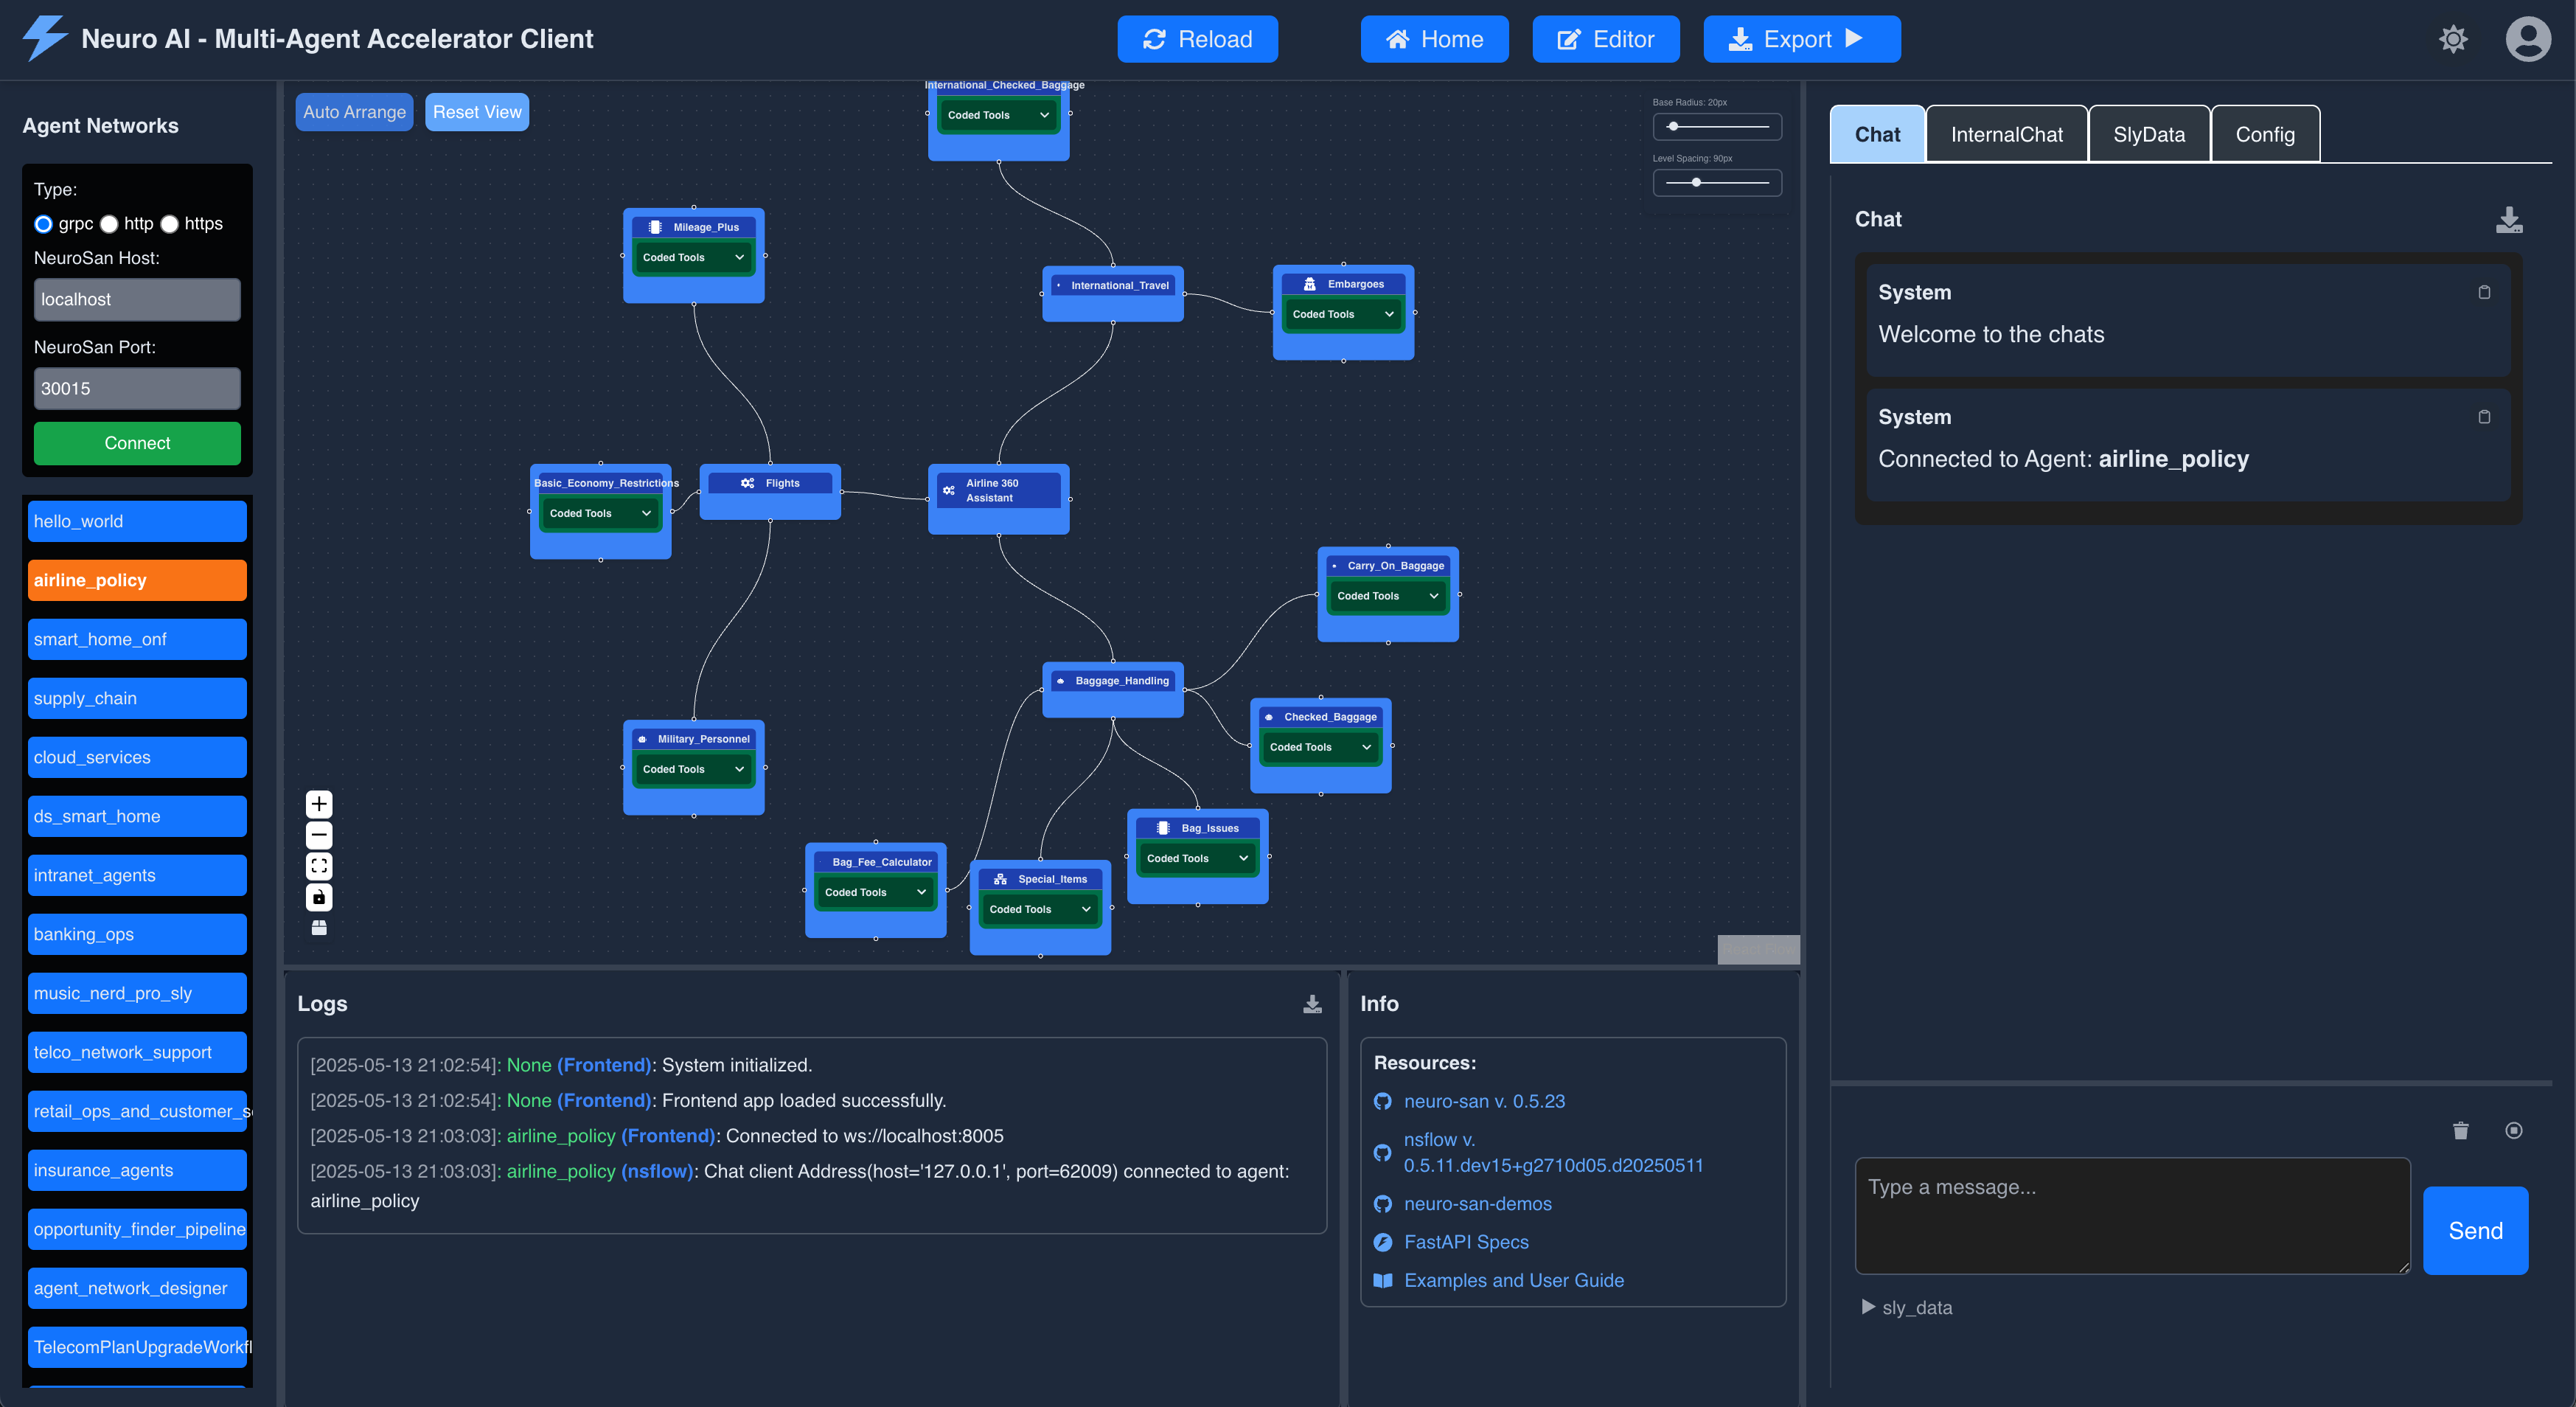 Neuro AI - Multi-Agent Accelerator Client
Reload
Home
Editor
Export
Agent Networks
Type:
grpc
http
https
NeuroSan Host:
localhost
NeuroSan Port:
30015
Connect
hello_world
airline_policy
smart_home_onf
supply_chain
cloud_services
ds_smart_home
intranet_agents
banking_ops
music_nerd_pro_sly
telco_network_support
retail_ops_and_customer_s
insurance_agents
opportunity_finder_pipeline
agent_network_designer
TelecomPlanUpgradeWorkfl
Auto Arrange
Reset View
Base Radius: 20px
Level Spacing: 90px
International_Checked_Baggage
Coded Tools
Mileage_Plus
Coded Tools
International_Travel
Embargoes
Coded Tools
Basic_Economy_Restrictions
Coded Tools
Flights
Airline 360
Assistant
Carry_On_Baggage
Coded Tools
Baggage_Handling
Checked_Baggage
Coded Tools
Military_Personnel
Coded Tools
Bag_Issues
Coded Tools
Bag_Fee_Calculator
Coded Tools
Special_Items
Coded Tools
Logs
[2025-05-13 21:02:54]: None (Frontend): System initialized.
[2025-05-13 21:02:54]: None (Frontend): Frontend app loaded successfully.
[2025-05-13 21:03:03]: airline_policy (Frontend): Connected to ws://localhost:8005
[2025-05-13 21:03:03]: airline_policy (nsflow): Chat client Address(host='127.0.0.1', port=62009) connected to agent:
airline_policy
Info
Resources:
neuro-san v. 0.5.23
nsflow v.
0.5.11.dev15+g2710d05.d20250511
neuro-san-demos
FastAPI Specs
Examples and User Guide
Chat
InternalChat
SlyData
Config
Chat
System
Welcome to the chats
System
Connected to Agent: airline_policy
Type a message...
Send
sly_data